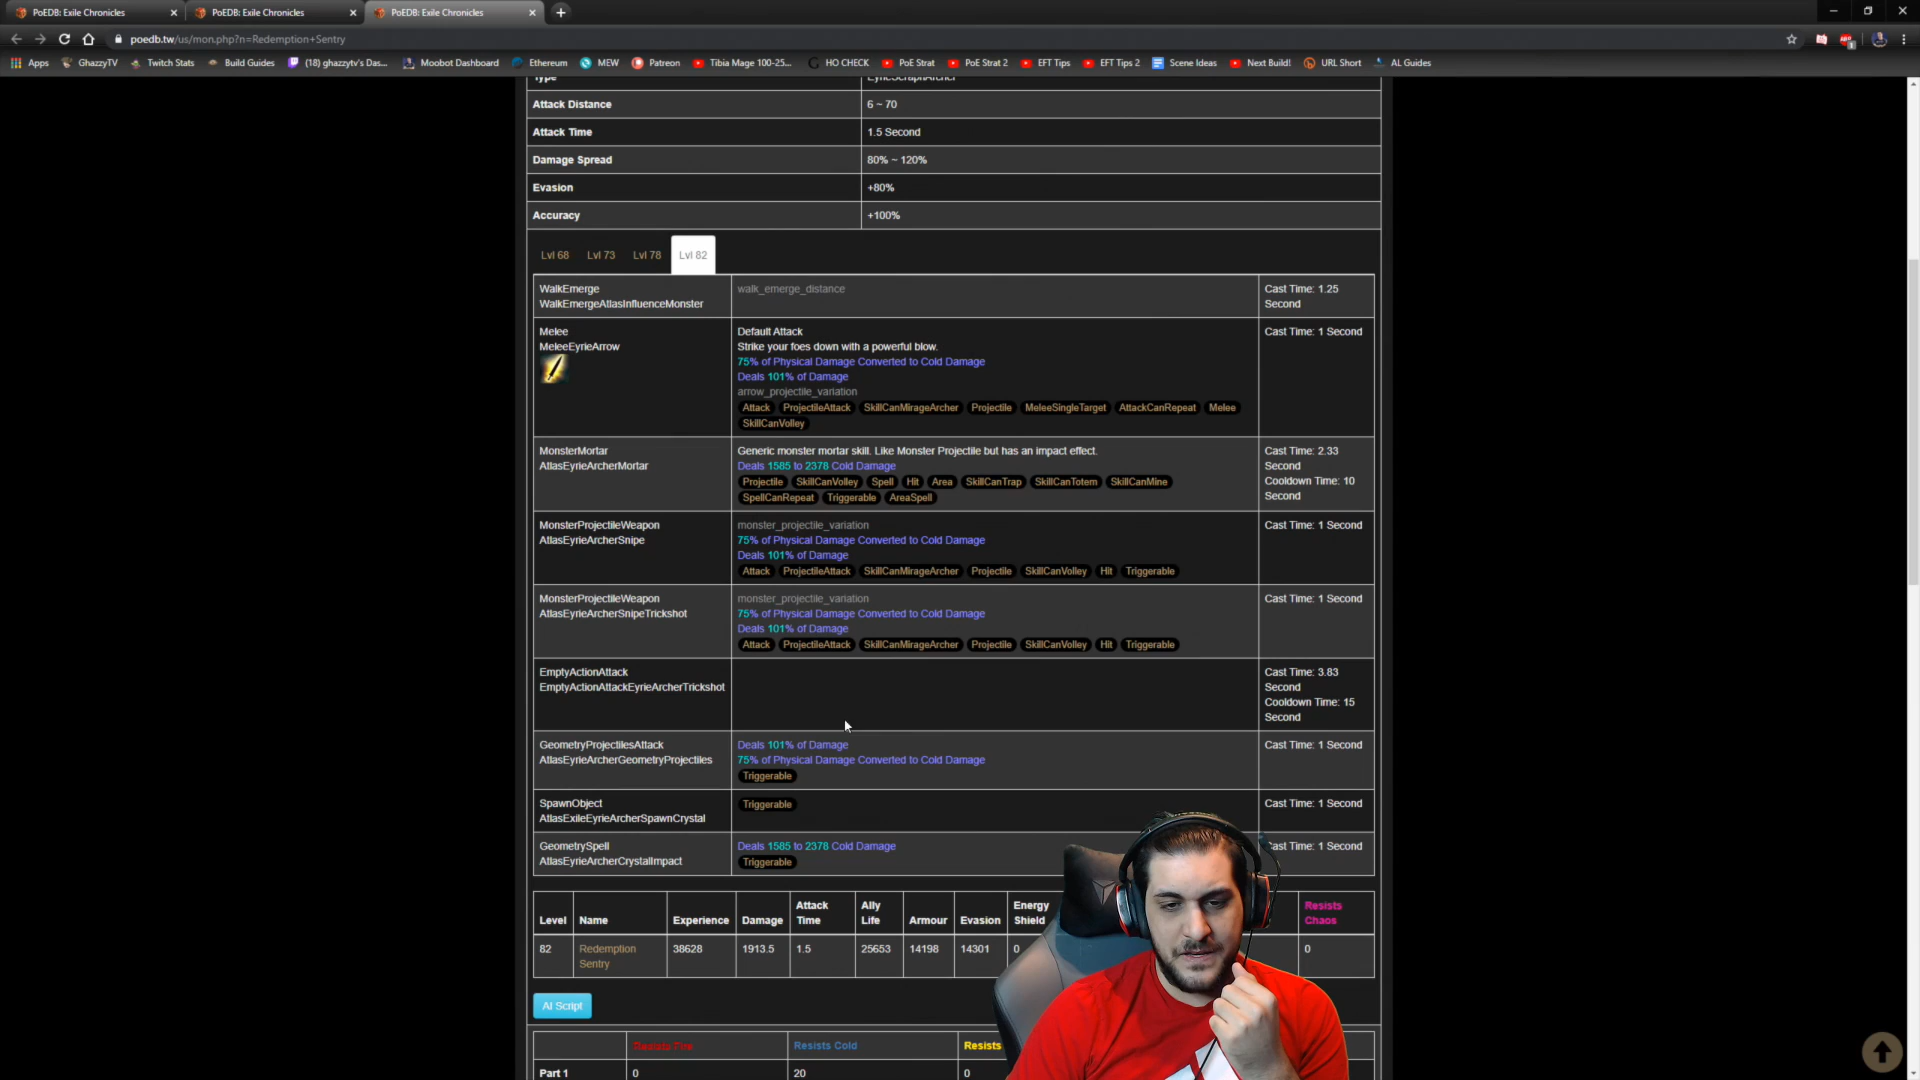 PoEDB: Exile Chronicles
PoEDB: Exile Chronicles
PoEDB: Exile Chronicles
poedb.tw/us/mon.php?n=Redemption+Sentry
Apps GhazzyTV Twitch Stats Build Guides (18) ghazzytv's Das... Moobot Dashboard Ethereum MEW Patreon Tibia Mage 100-25... HO CHECK PoE Strat PoE Strat 2 EFT Tips EFT Tips 2 Scene Ideas Next Build! URL Short AL Guides
Type EyrieSeraphArcher
Attack Distance 6 ~ 70
Attack Time 1.5 Second
Damage Spread 80% ~ 120%
Evasion +80%
Accuracy +100%
Lvl 68 Lvl 73 Lvl 78 Lvl 82
WalkEmerge
WalkEmergeAtlasInfluenceMonster
walk_emerge_distance
Cast Time: 1.25
Second
Melee
MeleeEyrieArrow
Default Attack
Strike your foes down with a powerful blow.
75% of Physical Damage Converted to Cold Damage
Deals 101% of Damage
arrow_projectile_variation
Attack ProjectileAttack SkillCanMirageArcher Projectile MeleeSingleTarget AttackCanRepeat Melee
SkillCanVolley
Cast Time: 1 Second
MonsterMortar
AtlasEyrieArcherMortar
Generic monster mortar skill. Like Monster Projectile but has an impact effect.
Deals 1585 to 2378 Cold Damage
Projectile SkillCanVolley Spell Hit Area SkillCanTrap SkillCanTotem SkillCanMine
SpellCanRepeat Triggerable AreaSpell
Cast Time: 2.33
Second
Cooldown Time: 10
Second
MonsterProjectileWeapon
AtlasEyrieArcherSnipe
monster_projectile_variation
75% of Physical Damage Converted to Cold Damage
Deals 101% of Damage
Attack ProjectileAttack SkillCanMirageArcher Projectile SkillCanVolley Hit Triggerable
Cast Time: 1 Second
MonsterProjectileWeapon
AtlasEyrieArcherSnipeTrickshot
monster_projectile_variation
75% of Physical Damage Converted to Cold Damage
Deals 101% of Damage
Attack ProjectileAttack SkillCanMirageArcher Projectile SkillCanVolley Hit Triggerable
Cast Time: 1 Second
EmptyActionAttack
EmptyActionAttackEyrieArcherTrickshot
Cast Time: 3.83
Second
Cooldown Time: 15
Second
GeometryProjectilesAttack
AtlasEyrieArcherGeometryProjectiles
Deals 101% of Damage
75% of Physical Damage Converted to Cold Damage
Triggerable
Cast Time: 1 Second
SpawnObject
AtlasExileEyrieArcherSpawnCrystal
Triggerable
Cast Time: 1 Second
GeometrySpell
AtlasEyrieArcherCrystalImpact
Deals 1585 to 2378 Cold Damage
Triggerable
Cast Time: 1 Second
Level Name Experience Damage Attack Time Ally Life Armour Evasion Energy Shield Resists Chaos
82 Redemption Sentry 38628 1913.5 1.5 25653 14198 14301 0 0
AI Script
Resists Fire Resists Cold Resists
Part 1 0 20 0